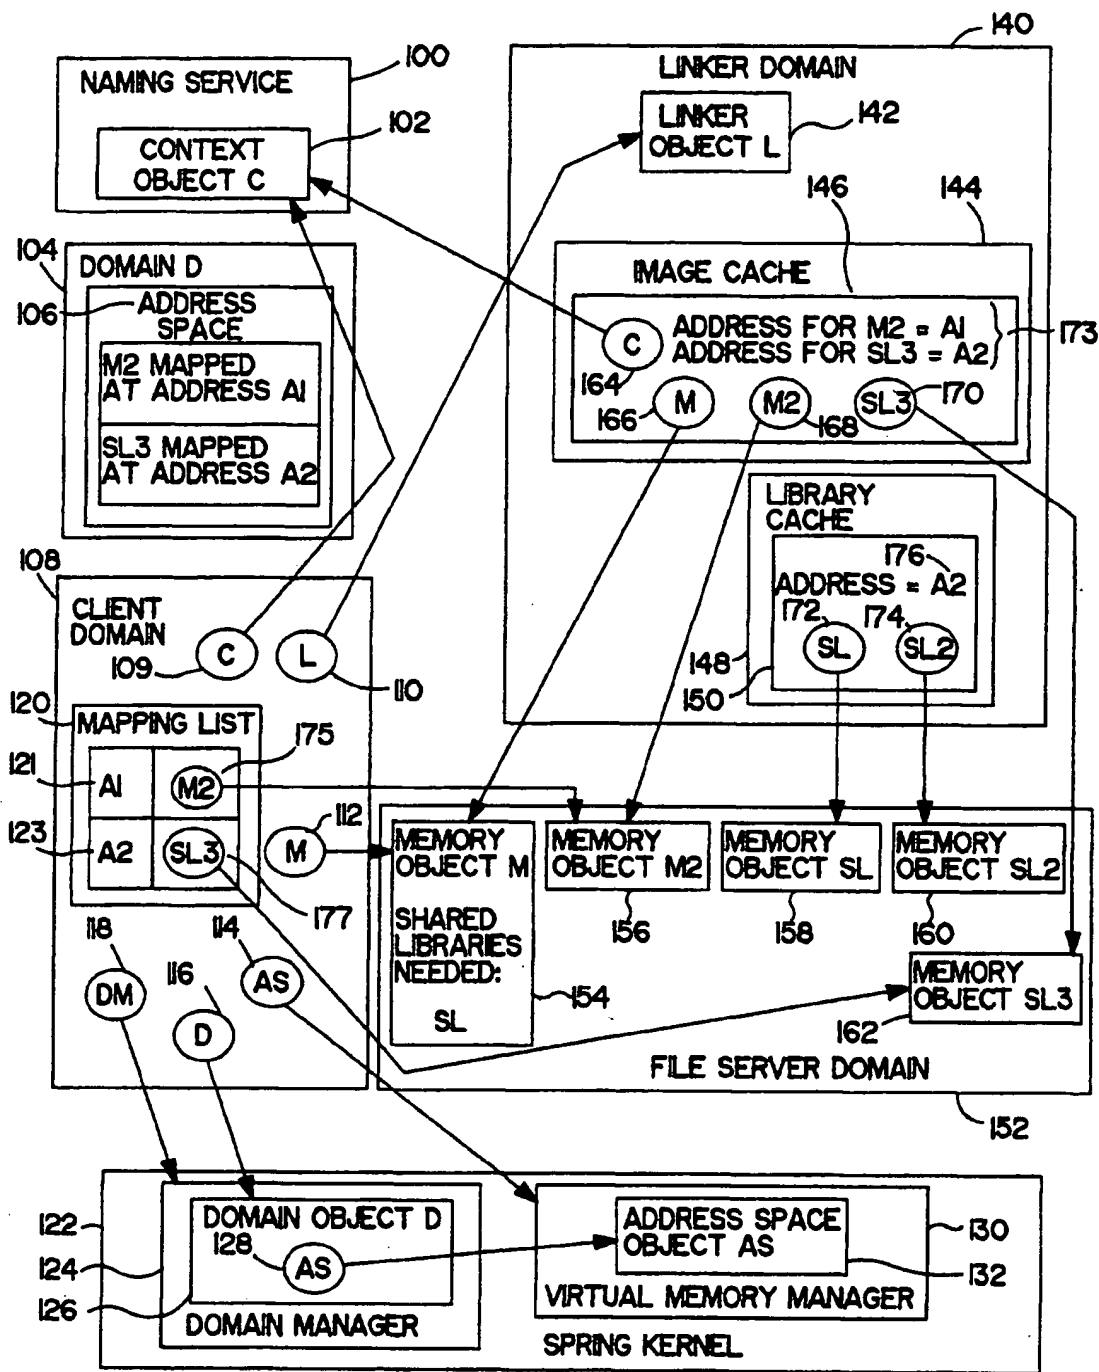 100
NAMING SERVICE
102
CONTEXT
OBJECT C
140
LINKER DOMAIN
LINKER
OBJECT L
142
146
144
IMAGE CACHE
C
ADDRESS FOR M2 = A1
ADDRESS FOR SL3 = A2
173
164
166
M
M2
168
SL3
170
104
DOMAIN D
106
ADDRESS
SPACE
M2 MAPPED
AT ADDRESS A1
SL3 MAPPED
AT ADDRESS A2
LIBRARY
CACHE
176
ADDRESS = A2
172
174
SL
SL2
148
150
108
CLIENT
DOMAIN
109
C
L
110
120
MAPPING LIST
175
121
A1
M2
123
A2
SL3
177
112
M
118
114
116
DM
AS
D
MEMORY
OBJECT M
SHARED
LIBRARIES
NEEDED:
SL
154
MEMORY
OBJECT M2
156
MEMORY
OBJECT SL
158
MEMORY
OBJECT SL2
160
MEMORY
OBJECT SL3
162
FILE SERVER DOMAIN
152
122
124
126
DOMAIN OBJECT D
128
AS
DOMAIN MANAGER
ADDRESS SPACE
OBJECT AS
130
132
VIRTUAL MEMORY MANAGER
SPRING KERNEL